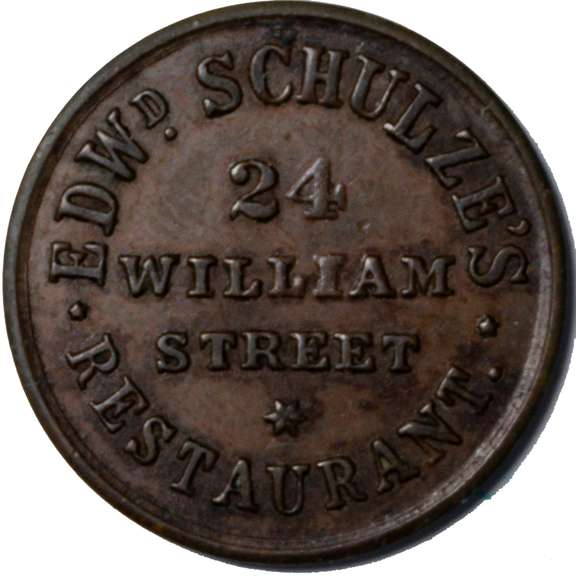 EDWD. SCHULZE'S
24
WILLIAM
STREET
RESTAURANT.